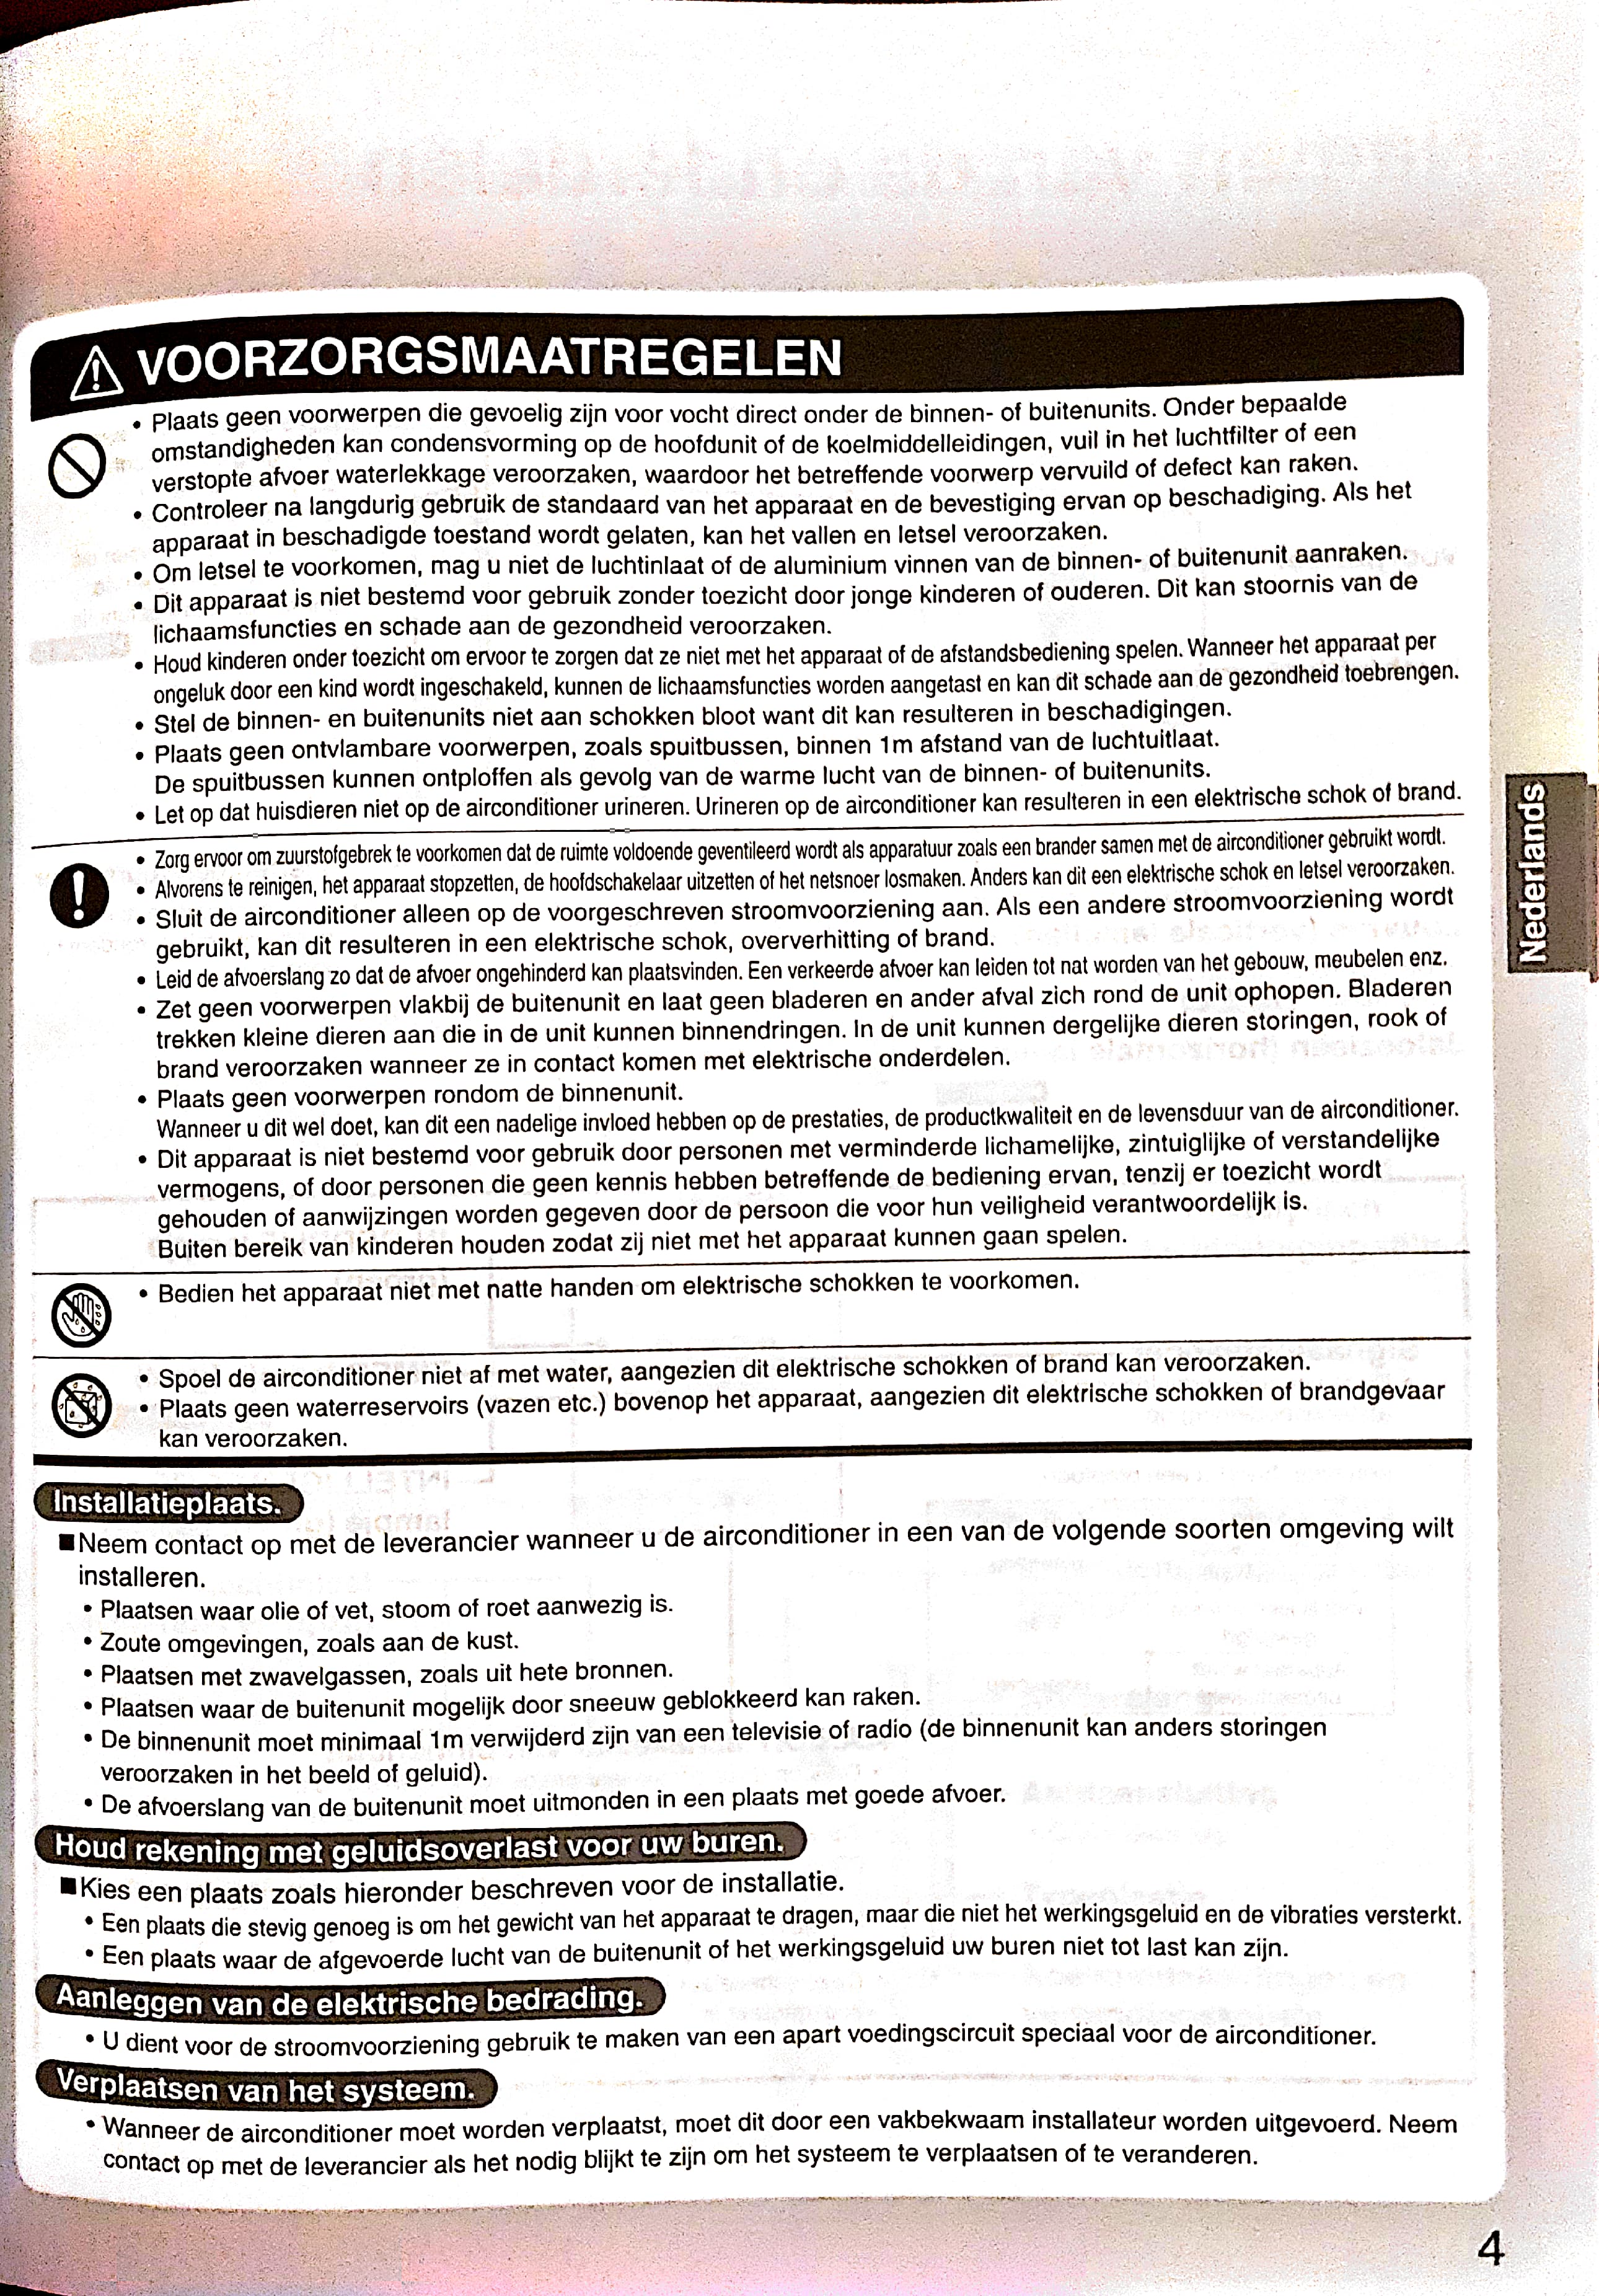 VOORZORGSMAATREGELEN
• Plaats geen voorwerpen die gevoelig zijn voor vocht direct onder de binnen- of buitenunits. Onder bepaalde
omstandigheden kan condensvorming op de hoofdunit of de koelmiddelleidingen, vuil in het luchtfilter of een
verstopte afvoer waterlekkage veroorzaken, waardoor het betreffende voorwerp vervuild of defect kan raken.
• Controleer na langdurig gebruik de standaard van het apparaat en de bevestiging ervan op beschadiging. Als het
apparaat in beschadigde toestand wordt gelaten, kan het vallen en letsel veroorzaken.
• Om letsel te voorkomen, mag u niet de luchtinlaat of de aluminium vinnen van de binnen- of buitenunit aanraken.
• Dit apparaat is niet bestemd voor gebruik zonder toezicht door jonge kinderen of ouderen. Dit kan stoornis van de
lichaamsfuncties en schade aan de gezondheid veroorzaken.
• Houd kinderen onder toezicht om ervoor te zorgen dat ze niet met het apparaat of de afstandsbediening spelen. Wanneer het apparaat per
ongeluk door een kind wordt ingeschakeld, kunnen de lichaamsfuncties worden aangetast en kan dit schade aan de gezondheid toebrengen.
• Stel de binnen- en buitenunits niet aan schokken bloot want dit kan resulteren in beschadigingen.
• Plaats geen ontvlambare voorwerpen, zoals spuitbussen, binnen 1m afstand van de luchtuitlaat.
De spuitbussen kunnen ontploffen als gevolg van de warme lucht van de binnen- of buitenunits.
• Let op dat huisdieren niet op de airconditioner urineren. Urineren op de airconditioner kan resulteren in een elektrische schok of brand.
• Zorg ervoor om zuurstofgebrek te voorkomen dat de ruimte voldoende geventileerd wordt als apparatuur zoals een brander samen met de airconditioner gebruikt wordt.
• Alvorens te reinigen, het apparaat stopzetten, de hoofdschakelaar uitzetten of het netsnoer losmaken. Anders kan dit een elektrische schok en letsel veroorzaken.
• Sluit de airconditioner alleen op de voorgeschreven stroomvoorziening aan. Als een andere stroomvoorziening wordt
gebruikt, kan dit resulteren in een elektrische schok, oververhitting of brand.
• Leid de afvoerslang zo dat de afvoer ongehinderd kan plaatsvinden. Een verkeerde afvoer kan leiden tot nat worden van het gebouw, meubelen enz.
• Zet geen voorwerpen vlakbij de buitenunit en laat geen bladeren en ander afval zich rond de unit ophopen. Bladeren
trekken kleine dieren aan die in de unit kunnen binnendringen. In de unit kunnen dergelijke dieren storingen, rook of
brand veroorzaken wanneer ze in contact komen met elektrische onderdelen.
• Plaats geen voorwerpen rondom de binnenunit.
Wanneer u dit wel doet, kan dit een nadelige invloed hebben op de prestaties, de productkwaliteit en de levensduur van de airconditioner.
• Dit apparaat is niet bestemd voor gebruik door personen met verminderde lichamelijke, zintuiglijke of verstandelijke
vermogens, of door personen die geen kennis hebben betreffende de bediening ervan, tenzij er toezicht wordt
gehouden of aanwijzingen worden gegeven door de persoon die voor hun veiligheid verantwoordelijk is.
Buiten bereik van kinderen houden zodat zij niet met het apparaat kunnen gaan spelen.
• Bedien het apparaat niet met natte handen om elektrische schokken te voorkomen.
• Spoel de airconditioner niet af met water, aangezien dit elektrische schokken of brand kan veroorzaken.
• Plaats geen waterreservoirs (vazen etc.) bovenop het apparaat, aangezien dit elektrische schokken of brandgevaar
kan veroorzaken.
Installatieplaats.
■Neem contact op met de leverancier wanneer u de airconditioner in een van de volgende soorten omgeving wilt
installeren.
• Plaatsen waar olie of vet, stoom of roet aanwezig is.
• Zoute omgevingen, zoals aan de kust.
• Plaatsen met zwavelgassen, zoals uit hete bronnen.
• Plaatsen waar de buitenunit mogelijk door sneeuw geblokkeerd kan raken.
• De binnenunit moet minimaal 1m verwijderd zijn van een televisie of radio (de binnenunit kan anders storingen
veroorzaken in het beeld of geluid).
• De afvoerslang van de buitenunit moet uitmonden in een plaats met goede afvoer.
Houd rekening met geluidsoverlast voor uw buren.
■Kies een plaats zoals hieronder beschreven voor de installatie.
• Een plaats die stevig genoeg is om het gewicht van het apparaat te dragen, maar die niet het werkingsgeluid en de vibraties versterkt.
• Een plaats waar de afgevoerde lucht van de buitenunit of het werkingsgeluid uw buren niet tot last kan zijn.
Aanleggen van de elektrische bedrading.
• U dient voor de stroomvoorziening gebruik te maken van een apart voedingscircuit speciaal voor de airconditioner.
Verplaatsen van het systeem.
• Wanneer de airconditioner moet worden verplaatst, moet dit door een vakbekwaam installateur worden uitgevoerd. Neem
contact op met de leverancier als het nodig blijkt te zijn om het systeem te verplaatsen of te veranderen.
Nederlands
4